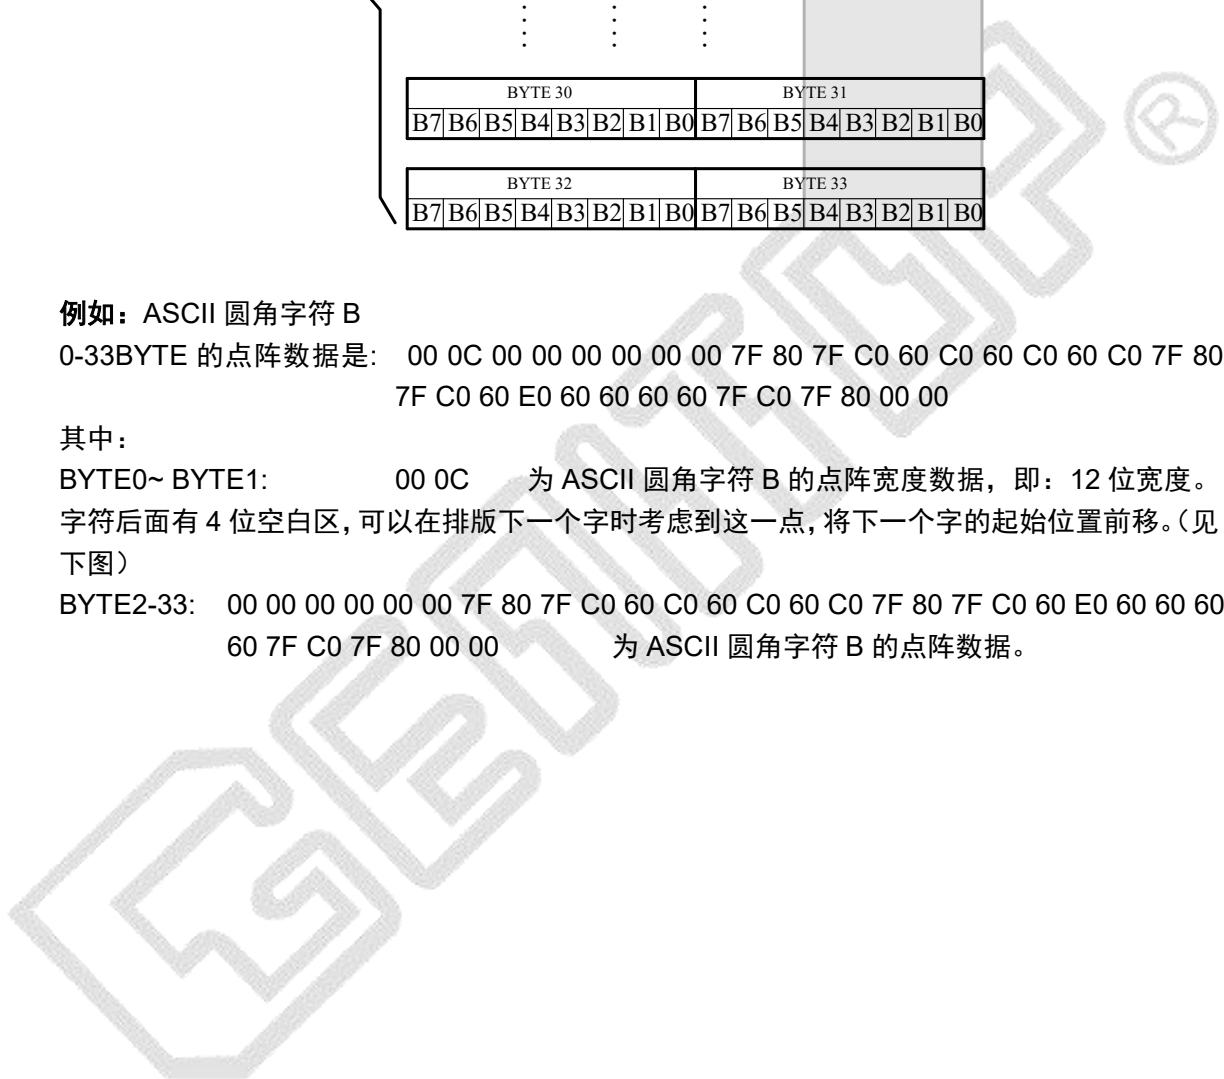 BYTE 30 BYTE 31
B7 B6 B5 B4 B3 B2 B1 B0 B7 B6 B5 B4 B3 B2 B1 B0
BYTE 32 BYTE 33
B7 B6 B5 B4 B3 B2 B1 B0 B7 B6 B5 B4 B3 B2 B1 B0
例如：ASCII 圆角字符 B
0-33BYTE 的点阵数据是: 00 0C 00 00 00 00 00 00 7F 80 7F C0 60 C0 60 C0 60 C0 7F 80
7F C0 60 E0 60 60 60 60 7F C0 7F 80 00 00
其中：
BYTE0~ BYTE1: 00 0C 为 ASCII 圆角字符 B 的点阵宽度数据，即：12 位宽度。
字符后面有 4 位空白区，可以在排版下一个字时考虑到这一点，将下一个字的起始位置前移。（见
下图）
BYTE2-33: 00 00 00 00 00 00 7F 80 7F C0 60 C0 60 C0 60 C0 7F 80 7F C0 60 E0 60 60 60
60 7F C0 7F 80 00 00 为 ASCII 圆角字符 B 的点阵数据。
GENITOP®